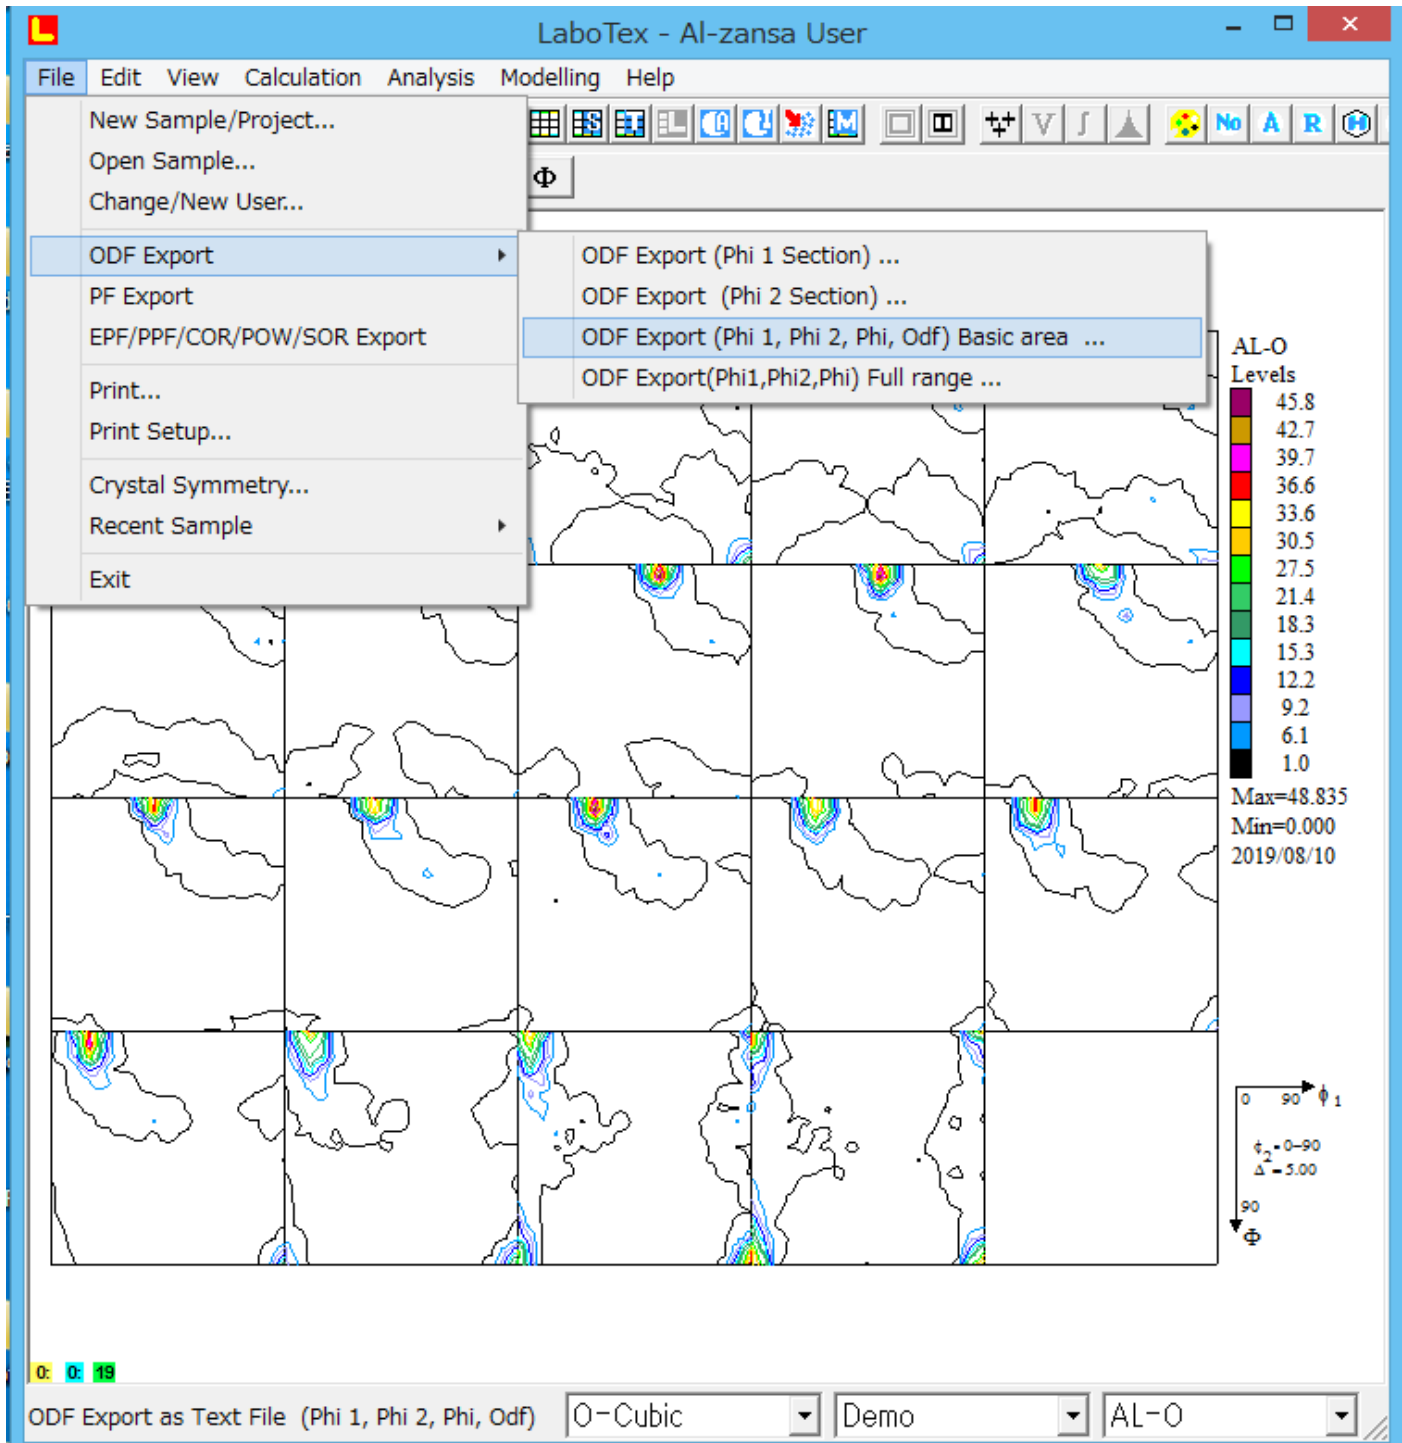 LaboTex - Al-zansa User
File Edit View Calculation Analysis Modelling Help
New Sample/Project...
Open Sample...
Change/New User...
ODF Export
PF Export
EPF/PPF/COR/POW/SOR Export
Print...
Print Setup...
Crystal Symmetry...
Recent Sample
Exit
No A R
Φ
ODF Export (Phi 1 Section) ...
ODF Export (Phi 2 Section) ...
ODF Export (Phi 1, Phi 2, Phi, Odf) Basic area ...
ODF Export(Phi1,Phi2,Phi) Full range ...
AL-O
Levels
45.8
42.7
39.7
36.6
33.6
30.5
27.5
21.4
18.3
15.3
12.2
9.2
6.1
1.0
Max=48.835
Min=0.000
2019/08/10
0 90 ϕ 1
ϕ2 = 0-90
Δ = 5.00
90
Φ
0: 0: 19
ODF Export as Text File (Phi 1, Phi 2, Phi, Odf) O-Cubic Demo AL-O